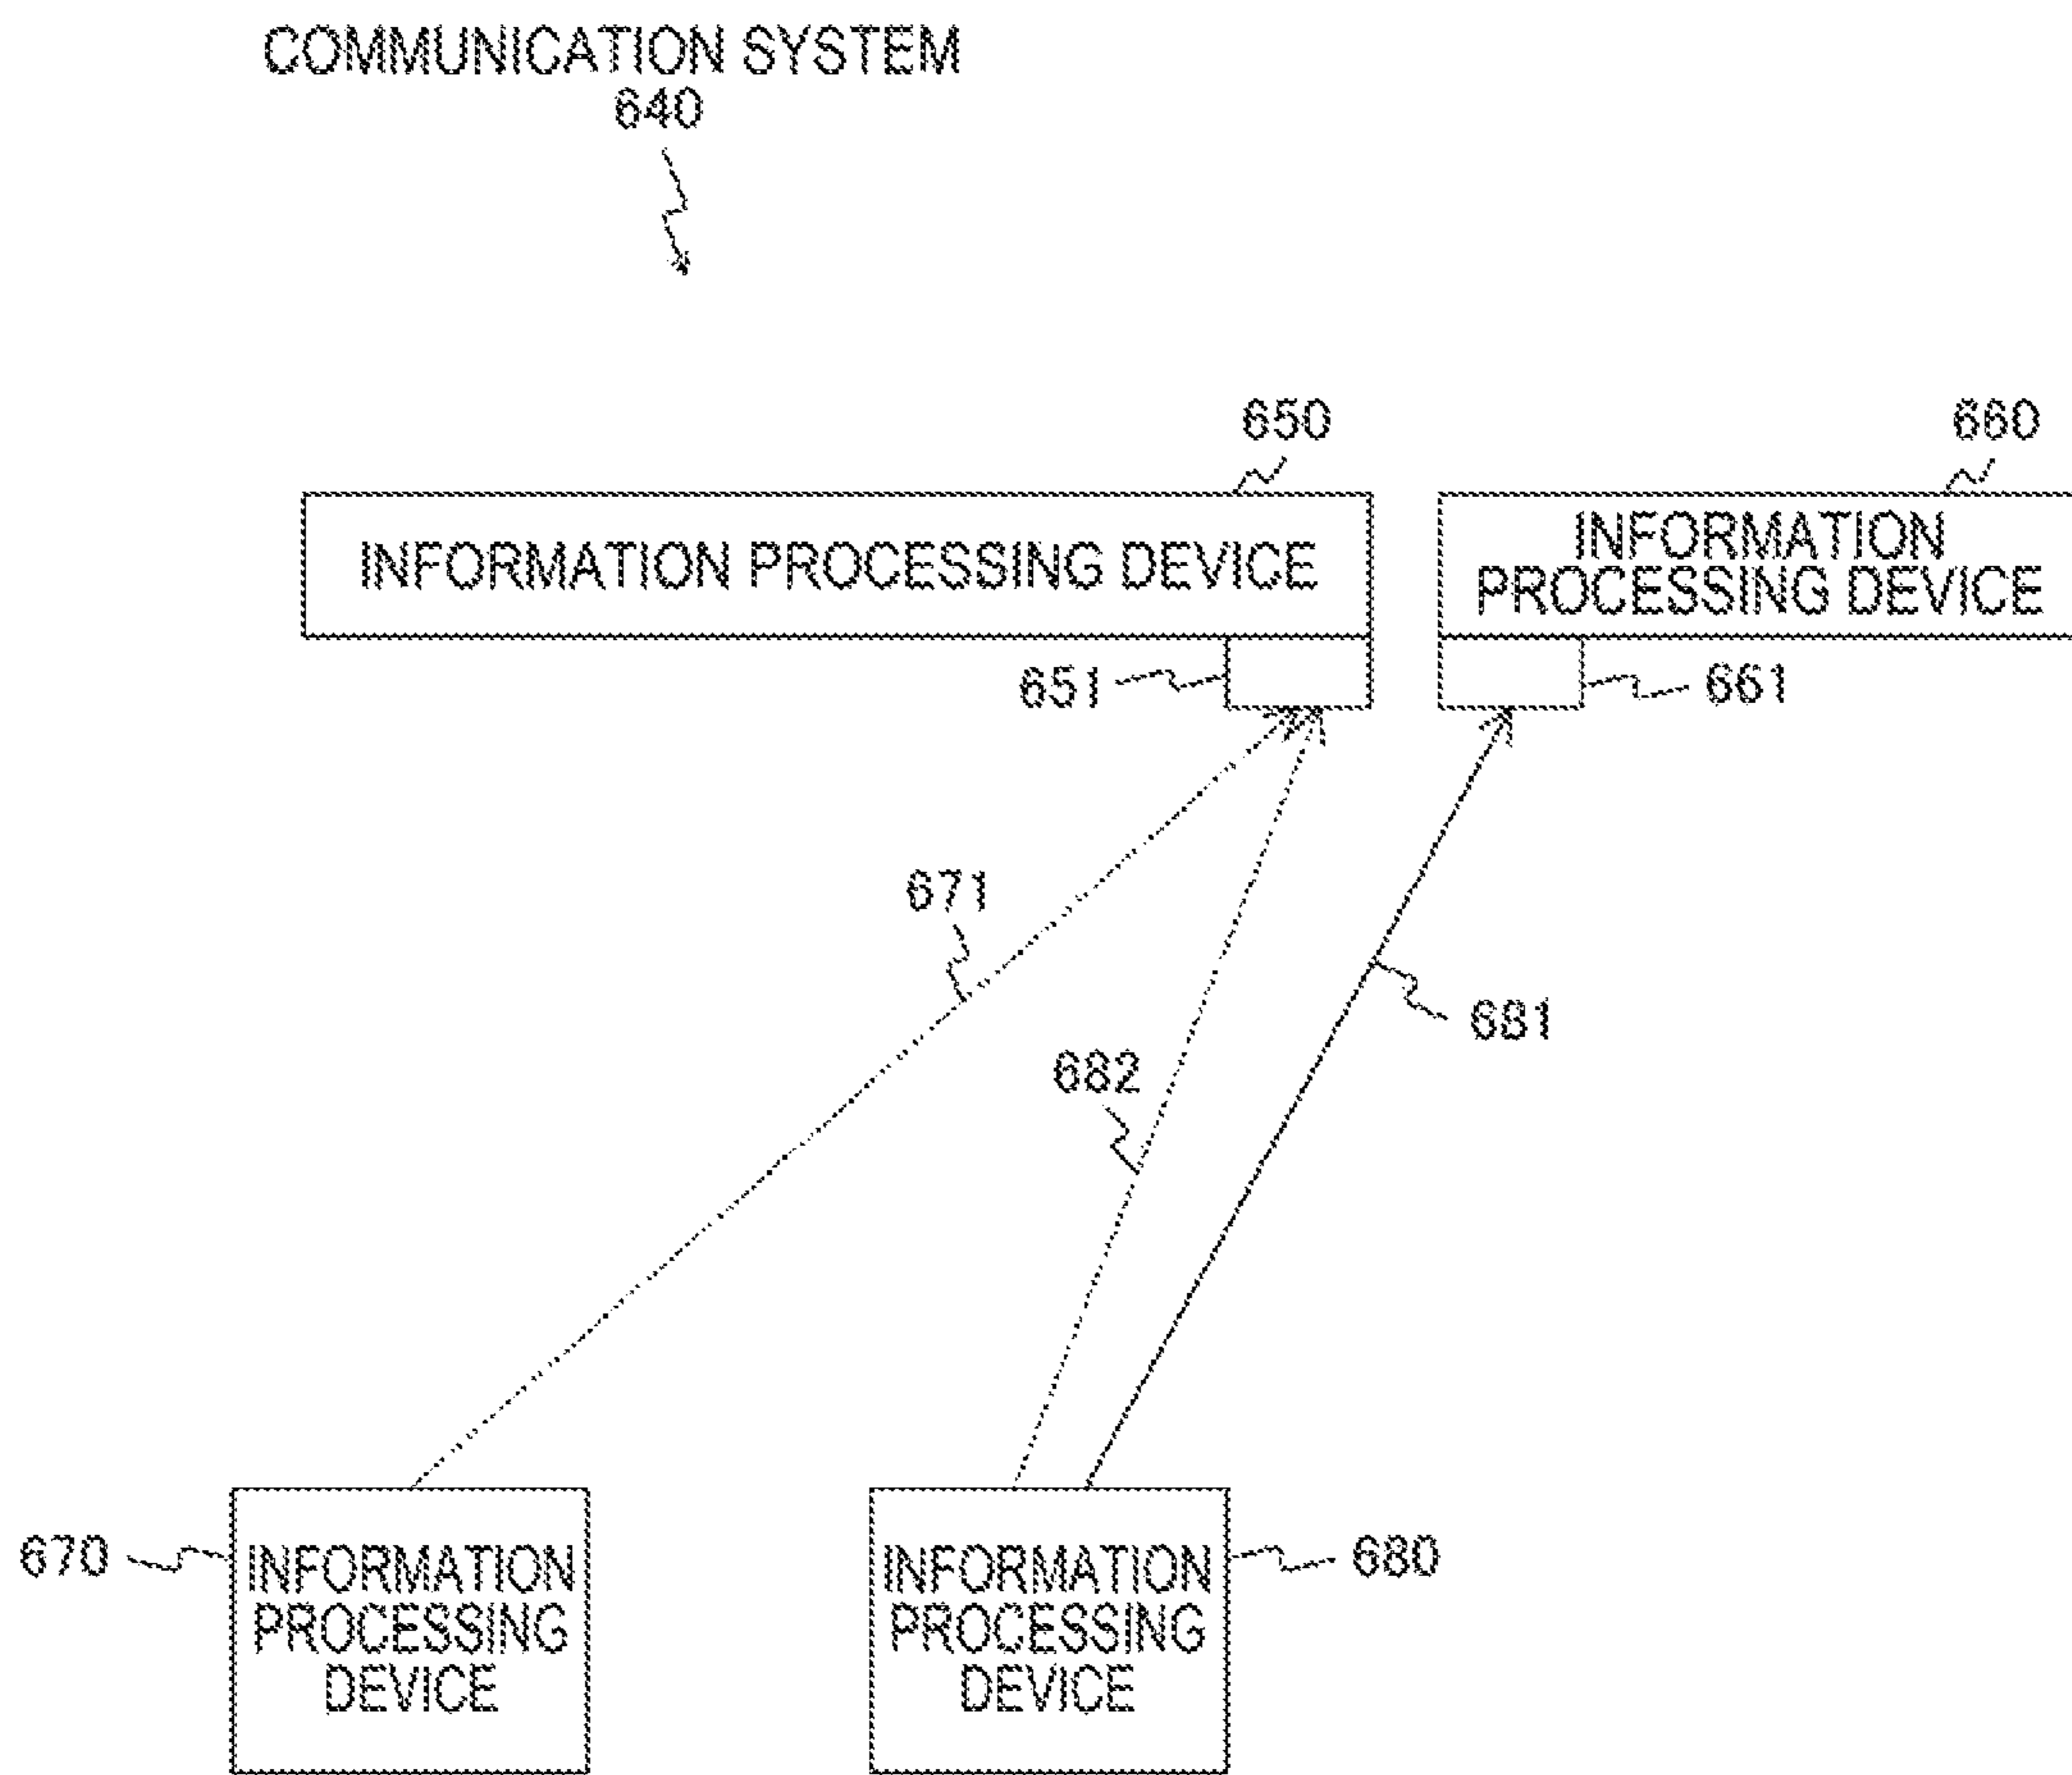 COMMUNICATION SYSTEM
640
650
660
INFORMATION PROCESSING DEVICE
INFORMATION
PROCESSING DEVICE
651
661
671
681
682
670
INFORMATION
PROCESSING
DEVICE
INFORMATION
PROCESSING
DEVICE
680